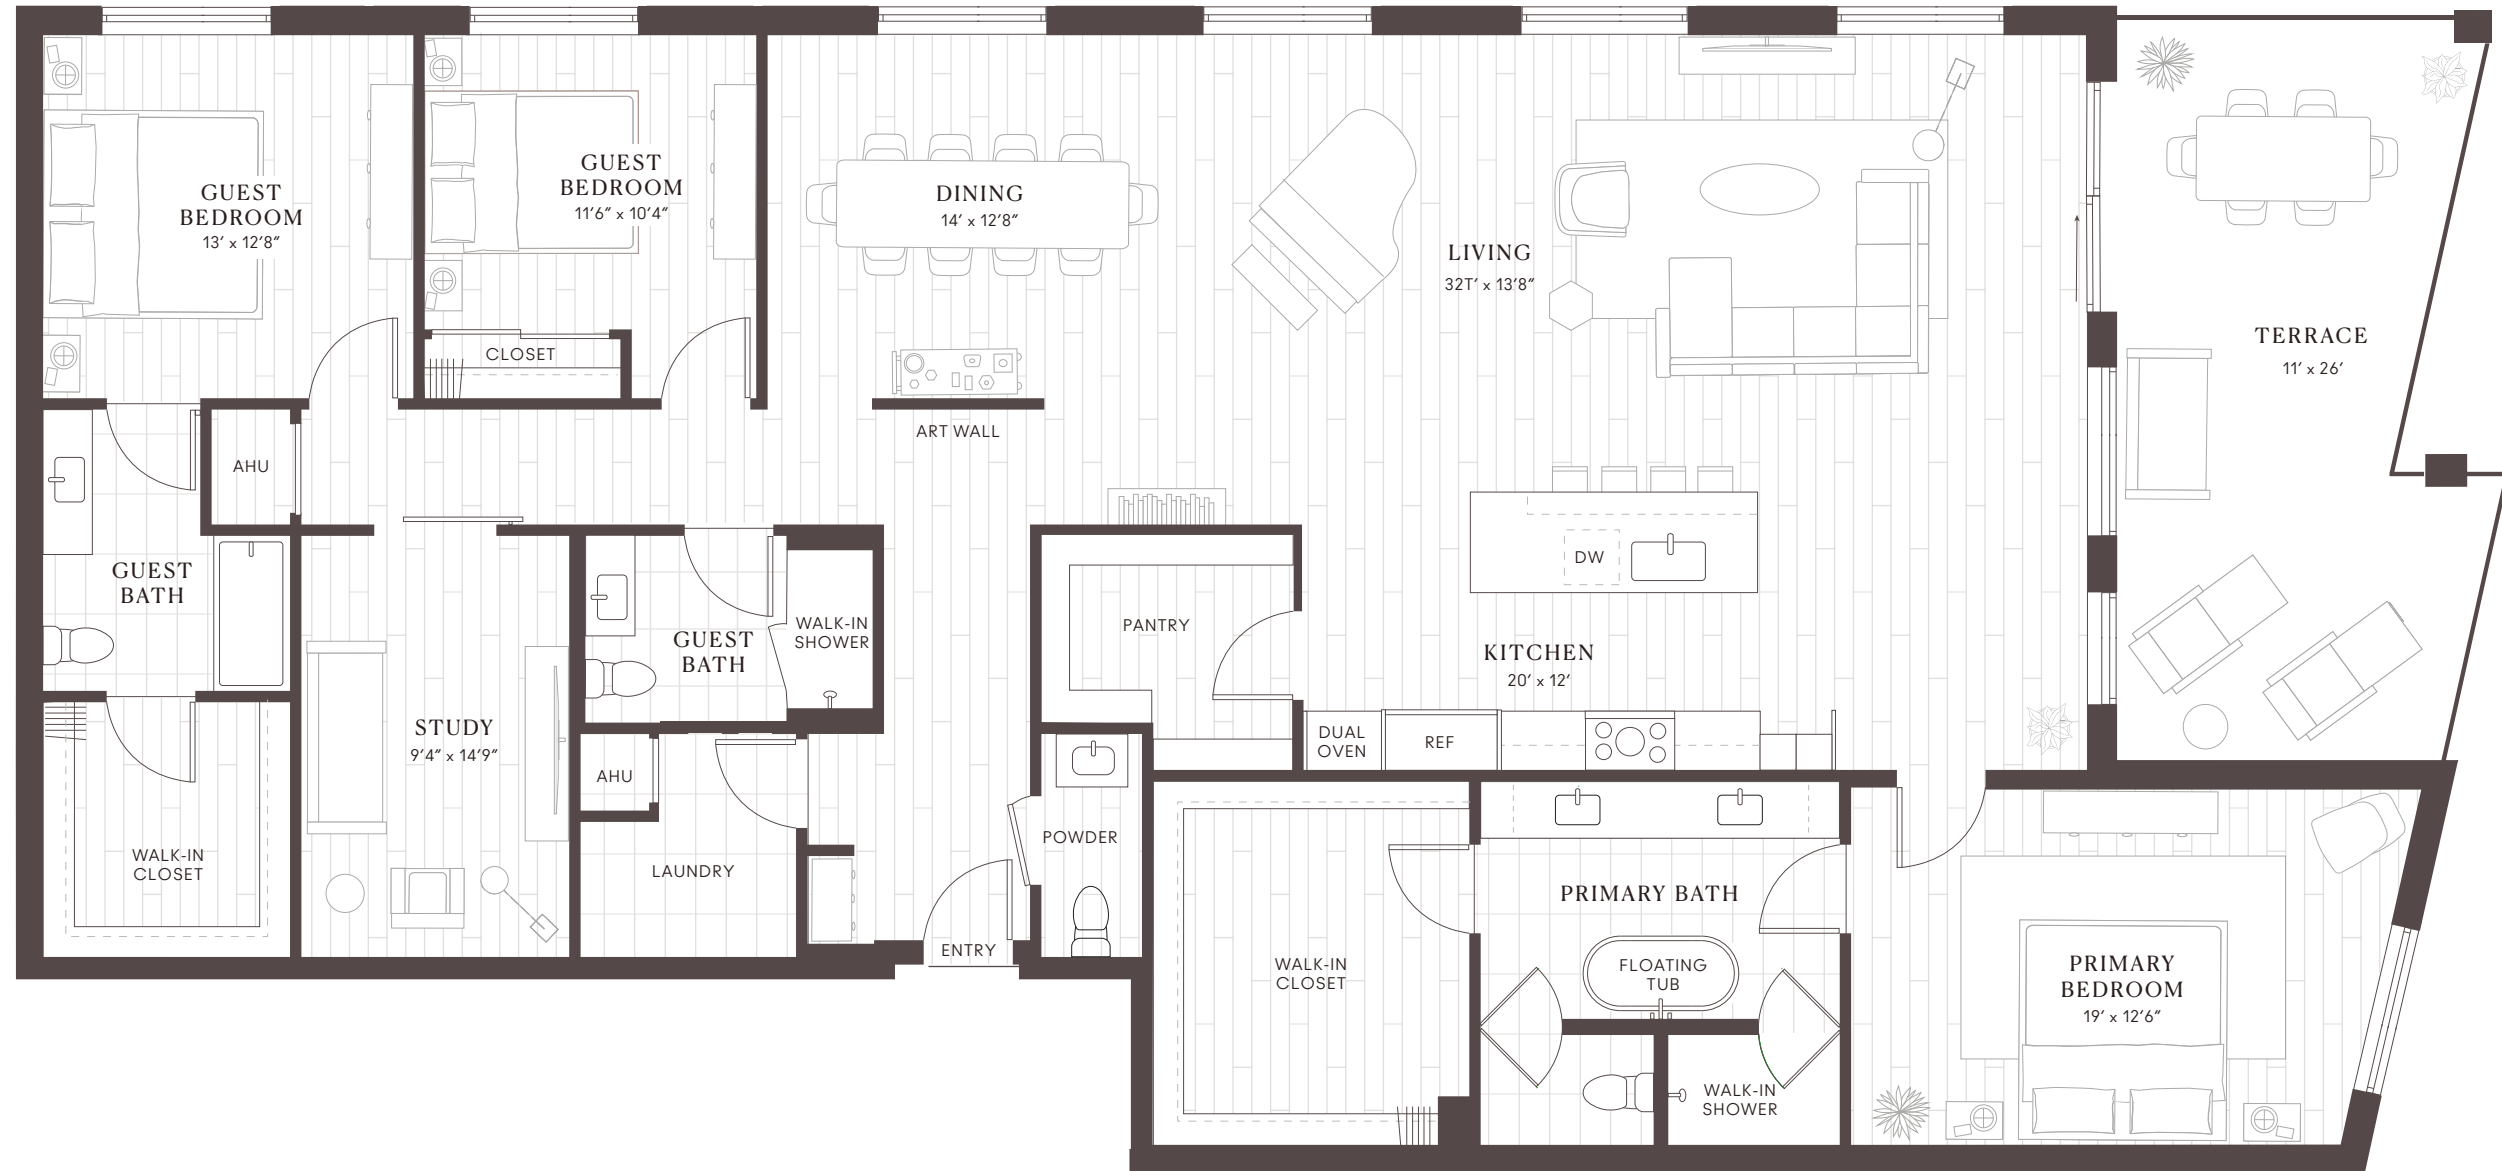 GUEST
BEDROOM
13' x 12'8"
GUEST
BEDROOM
11'6" x 10'4"
DINING
14' x 12'8"
LIVING
32T' x 13'8"
TERRACE
11' x 26'
CLOSET
ART WALL
AHU
GUEST
BATH
GUEST
BATH
WALK-IN
SHOWER
PANTRY
DW
KITCHEN
20' x 12'
DUAL
OVEN
REF
STUDY
9'4" x 14'9"
AHU
WALK-IN
CLOSET
LAUNDRY
POWDER
ENTRY
WALK-IN
CLOSET
PRIMARY BATH
FLOATING
TUB
WALK-IN
SHOWER
PRIMARY
BEDROOM
19' x 12'6"